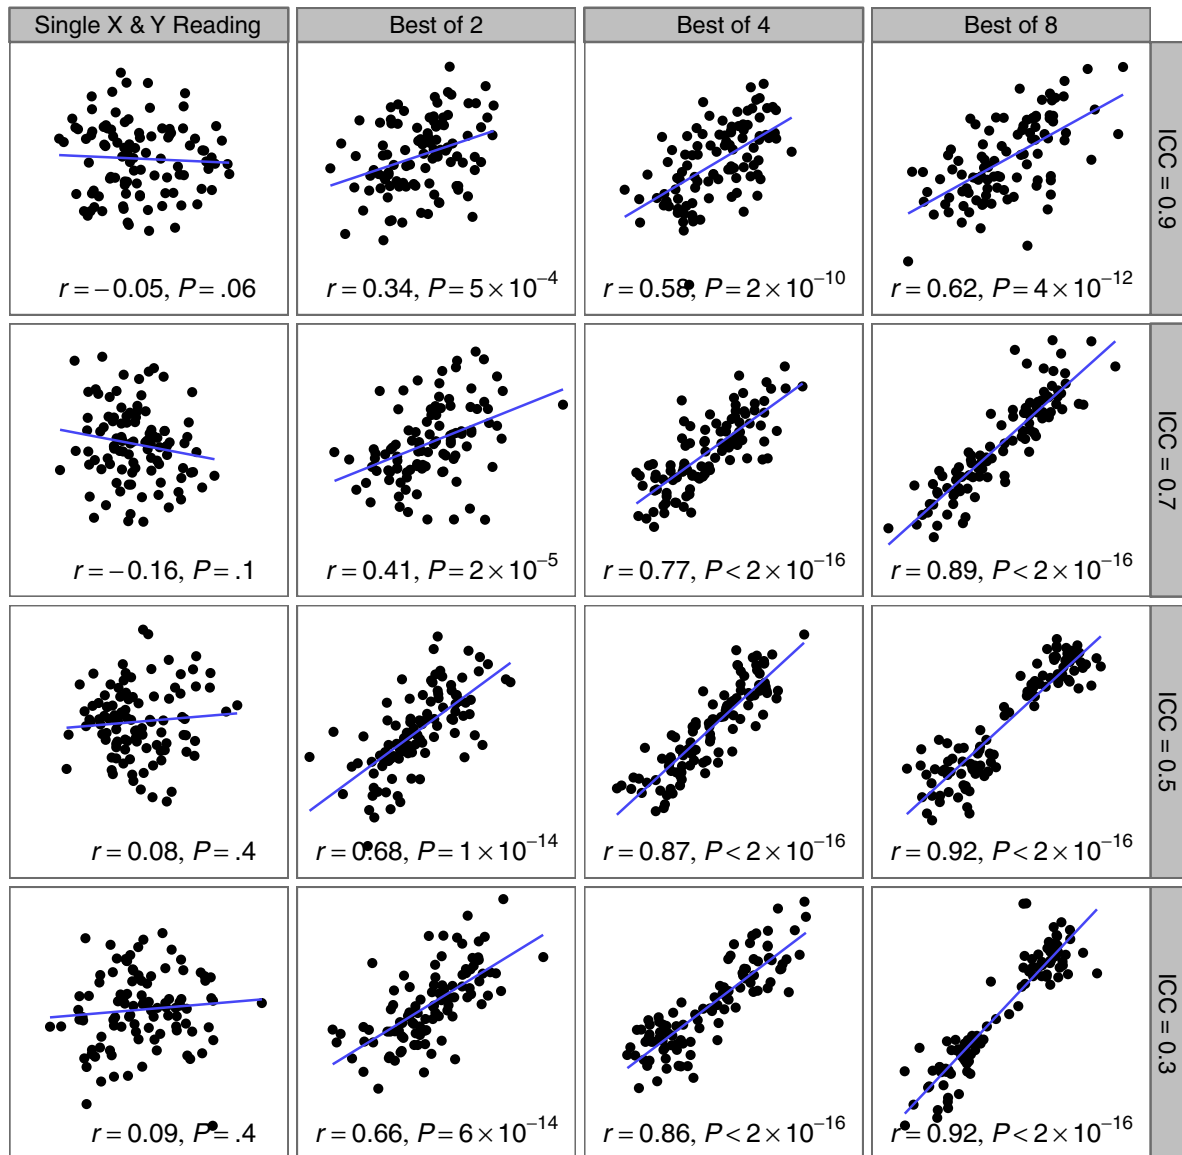 Single X & Y Reading
Best of 2
Best of 4
Best of 8
r = −0.05, P = .06
r = 0.34, P = 5 × 10⁻⁴
r = 0.58, P = 2 × 10⁻¹⁰
r = 0.62, P = 4 × 10⁻¹²
ICC = 0.9
r = −0.16, P = .1
r = 0.41, P = 2 × 10⁻⁵
r = 0.77, P < 2 × 10⁻¹⁶
r = 0.89, P < 2 × 10⁻¹⁶
ICC = 0.7
r = 0.08, P = .4
r = 0.68, P = 1 × 10⁻¹⁴
r = 0.87, P < 2 × 10⁻¹⁶
r = 0.92, P < 2 × 10⁻¹⁶
ICC = 0.5
r = 0.09, P = .4
r = 0.66, P = 6 × 10⁻¹⁴
r = 0.86, P < 2 × 10⁻¹⁶
r = 0.92, P < 2 × 10⁻¹⁶
ICC = 0.3